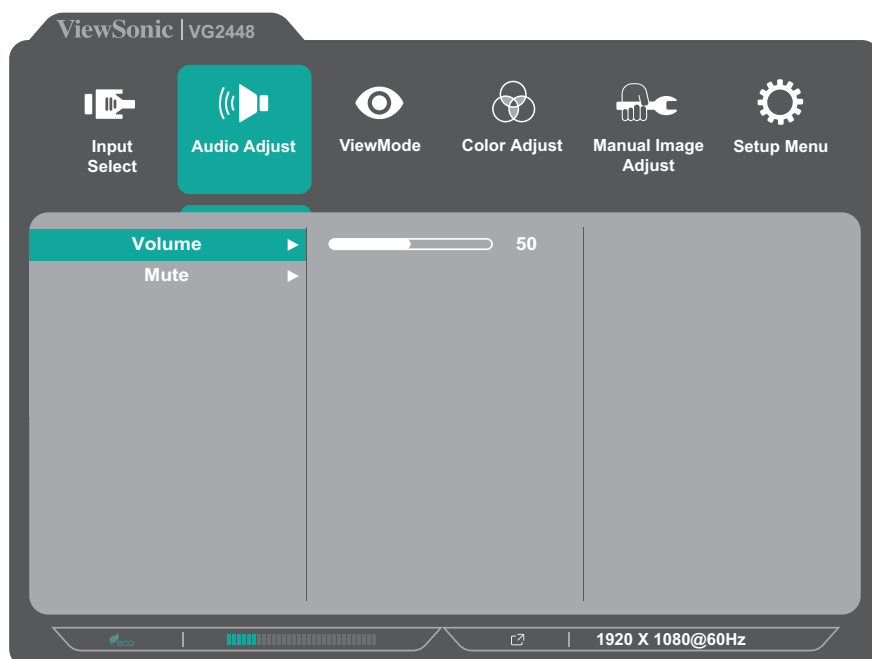 ViewSonic | VG2448
Input Select
Audio Adjust
ViewMode
Color Adjust
Manual Image Adjust
Setup Menu
Volume
50
Mute
eco
1920 X 1080@60Hz